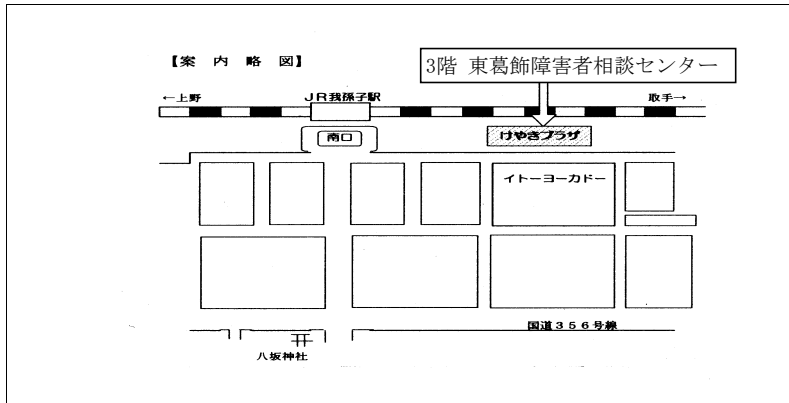 【案 内 略 図】
3階 東葛飾障害者相談センター
←上野
JR我孫子駅
取手→
南口
けやきプラザ
イトーヨーカドー
国道356号線
八坂神社